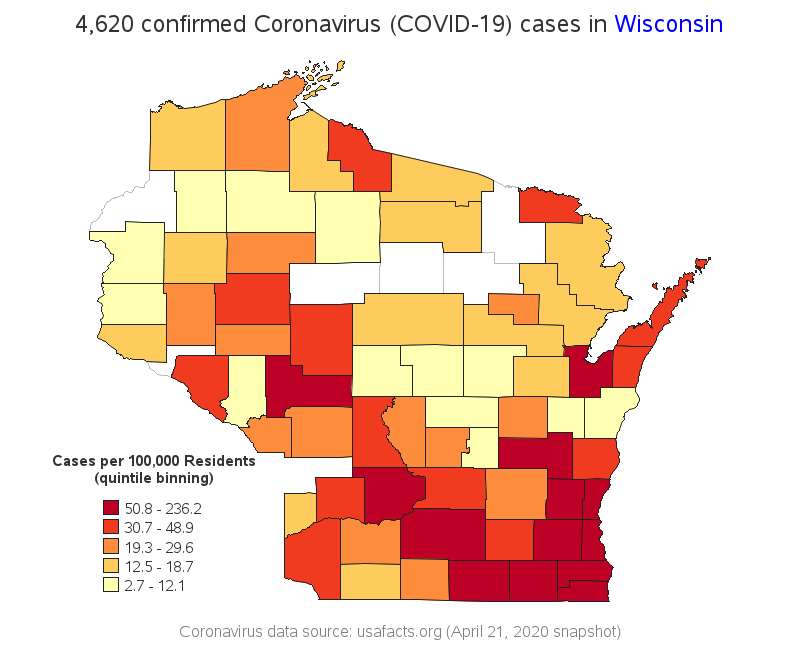 4,620 confirmed Coronavirus (COVID-19) cases in Wisconsin
Cases per 100,000 Residents
(quintile binning)
50.8 - 236.2
30.7 - 48.9
19.3 - 29.6
12.5 - 18.7
2.7 - 12.1
Coronavirus data source: usafacts.org (April 21, 2020 snapshot)